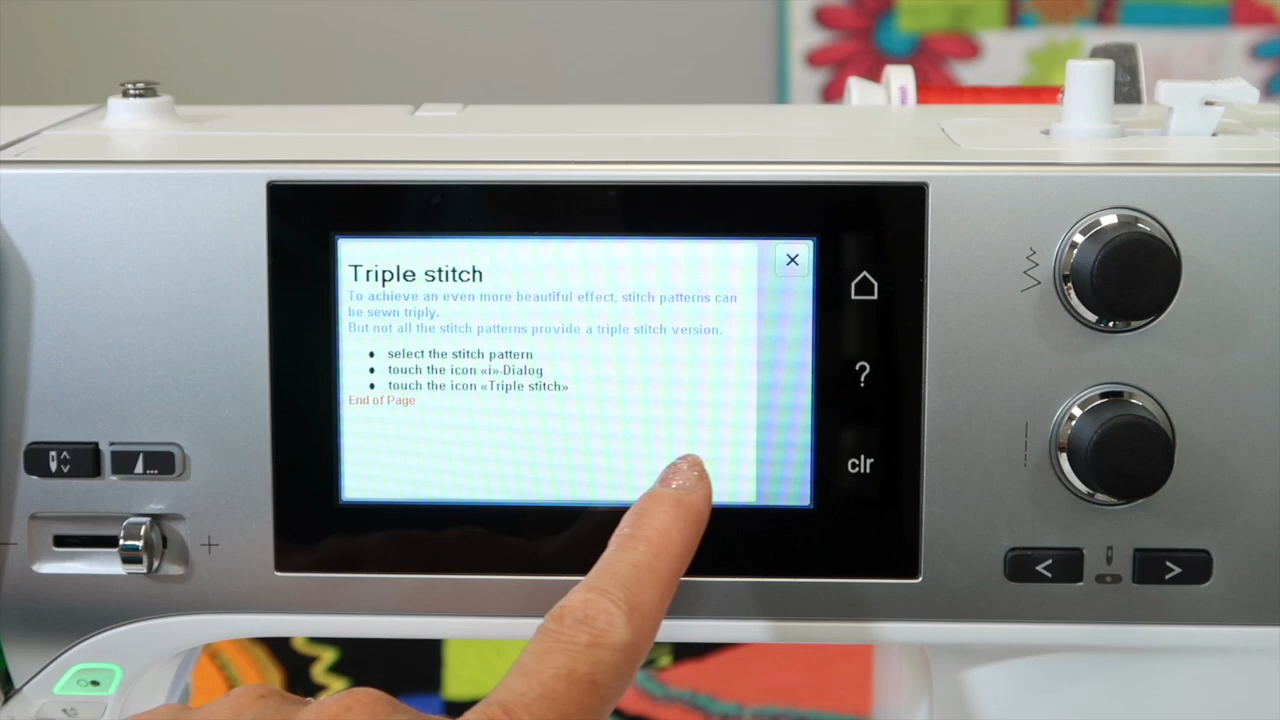 Triple stitch
To achieve an even more beautiful effect, stitch patterns can
be sewn triply.
But not all the stitch patterns provide a triple stitch version.
select the stitch pattern
touch the icon «i»-Dialog
touch the icon «Triple stitch»
End of Page
?
clr